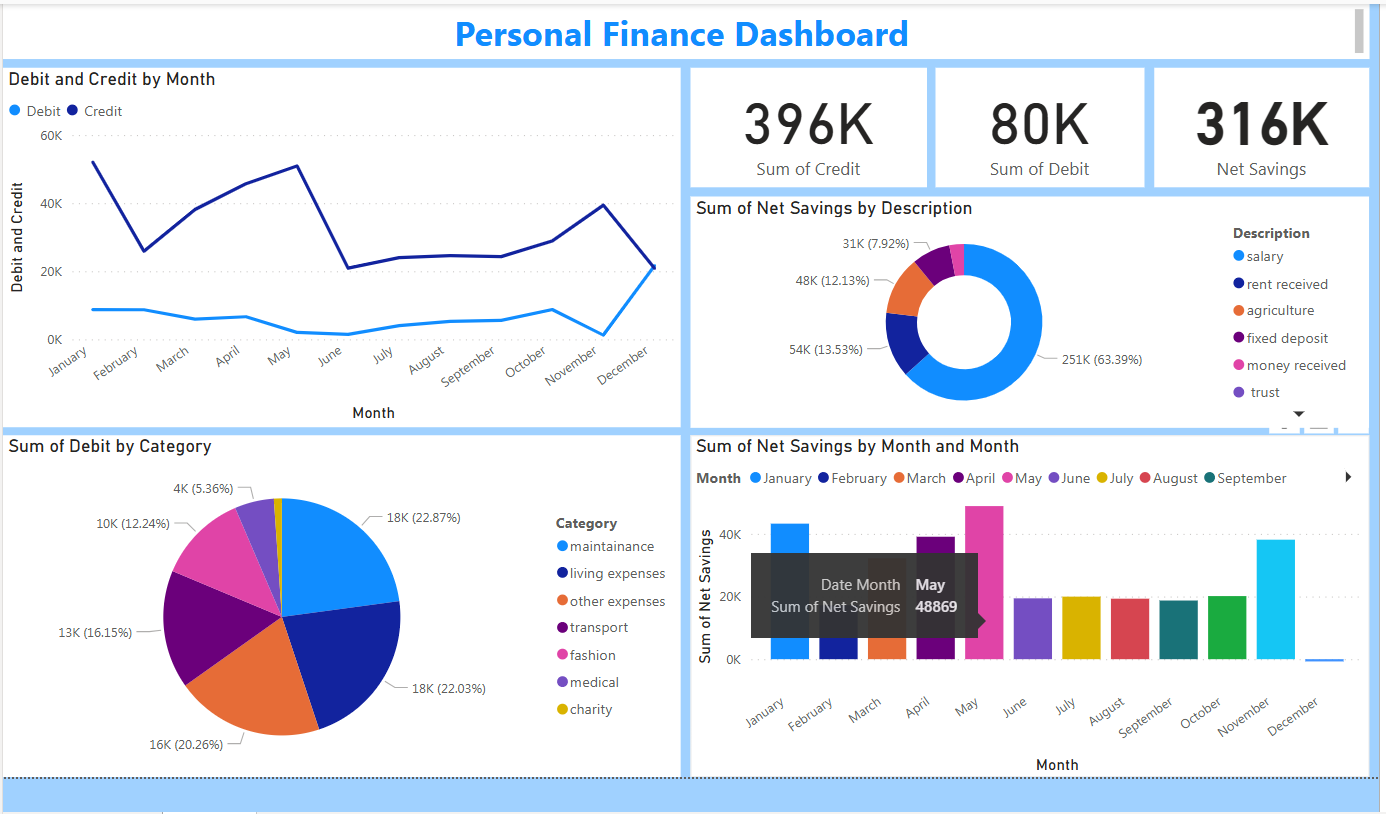 Personal Finance Dashboard
Debit and Credit by Month
Debit Credit
60K
40K
20K
0K
Debit and Credit
January
February
March
April
May
June
July
August
September
October
November
December
Month
396K
Sum of Credit
80K
Sum of Debit
316K
Net Savings
Sum of Net Savings by Description
31K (7.92%)
48K (12.13%)
54K (13.53%)
251K (63.39%)
Description
salary
rent received
agriculture
fixed deposit
money received
trust
Sum of Debit by Category
4K (5.36%)
10K (12.24%)
13K (16.15%)
16K (20.26%)
18K (22.87%)
18K (22.03%)
Category
maintainance
living expenses
other expenses
transport
fashion
medical
charity
Sum of Net Savings by Month and Month
Month January February March April May June July August September
40K
20K
0K
Sum of Net Savings
Date Month May
Sum of Net Savings 48869
January
February
March
April
May
June
July
August
September
October
November
December
Month